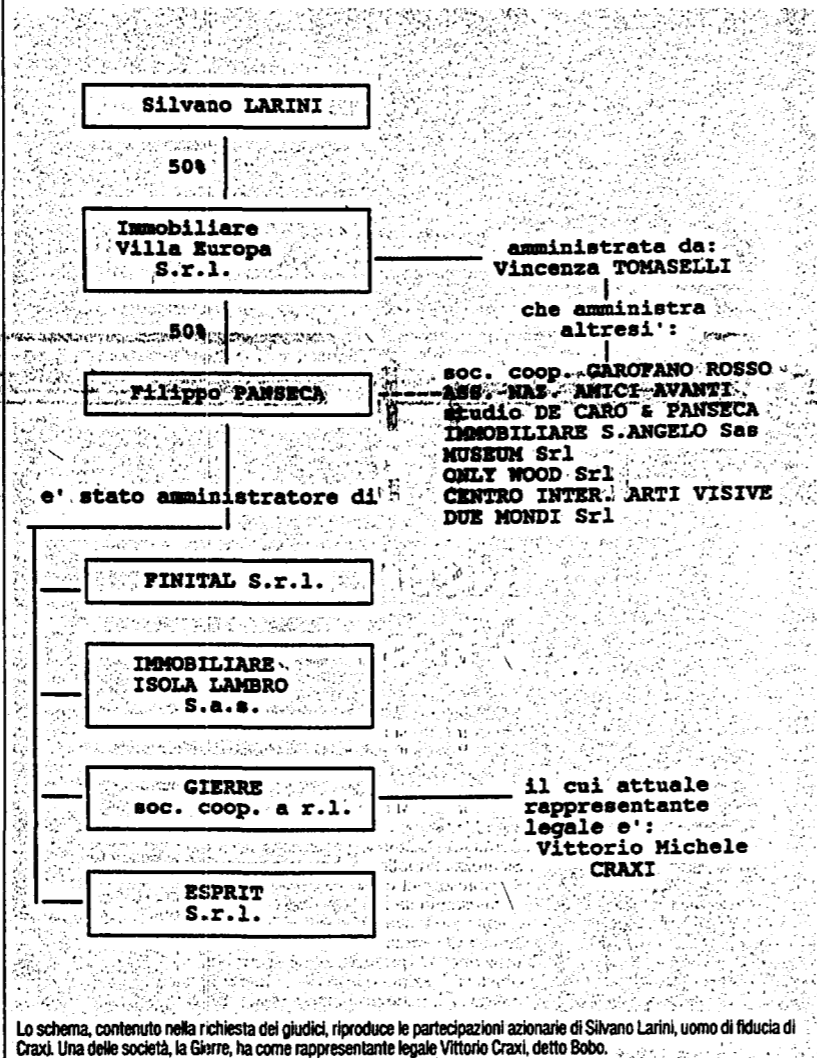 Silvano LARINI
50%
Immobiliare
Villa Europa
S.r.l.
amministrata da:
Vincenza TOMASELLI
che amministra
altresi':
50%
Filippo PANSECA
soc. coop. GAROFANO ROSSO
ASS. NAZ. AMICI AVANTI
studio DE CARO & PANSECA
IMMOBILIARE S.ANGELO Sas
MUSEUM Srl
ONLY WOOD Srl
CENTRO INTER. ARTI VISIVE
DUE MONDI Srl
e' stato amministratore di
FINITAL S.r.l.
IMMOBILIARE
ISOLA LAMBRO
S.a.s.
GIERRE
soc. coop. a r.l.
il cui attuale
rappresentante
legale e':
Vittorio Michele
CRAXI
ESPRIT
S.r.l.
Lo schema, contenuto nella richiesta dei giudici, riproduce le partecipazioni azionarie di Silvano Larini, uomo di fiducia di
Craxi. Una delle società, la Gierre, ha come rappresentante legale Vittorio Craxi, detto Bobo.